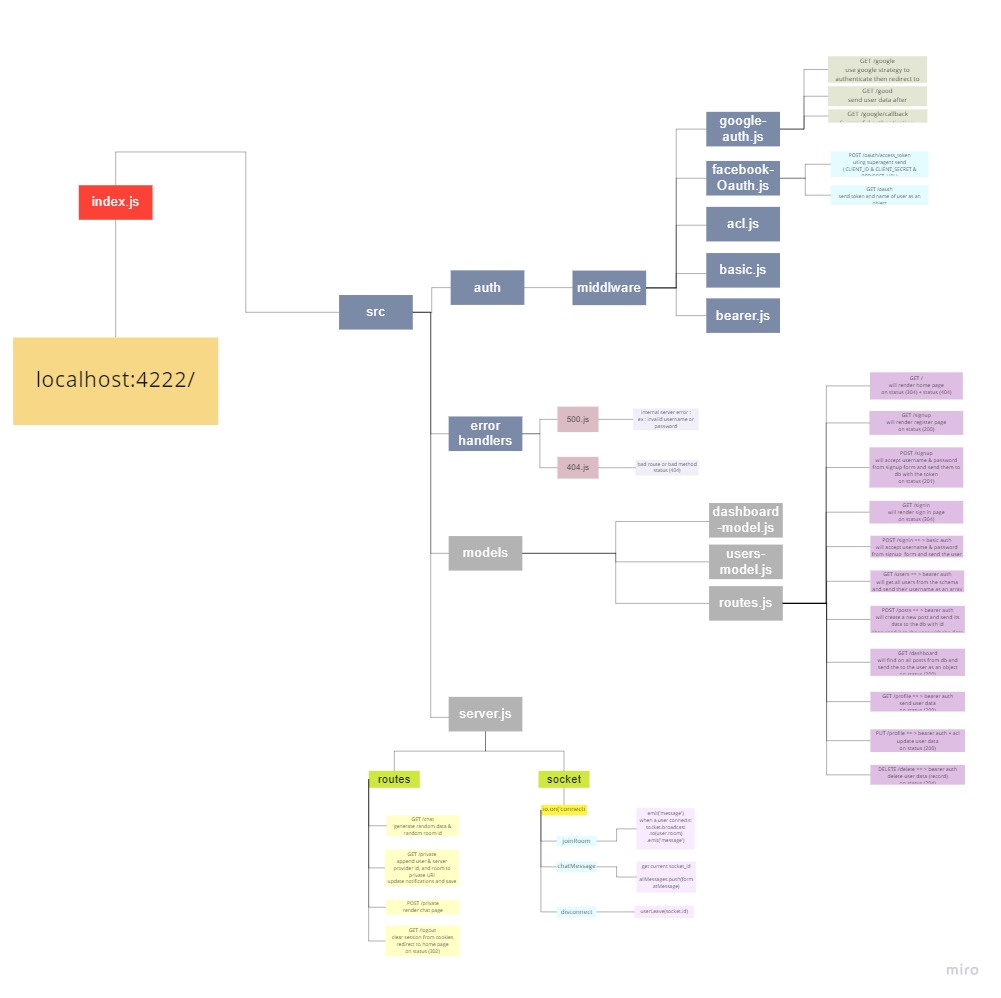 GET /google
use google strategy to
authenticate then redirect to
GET /good
send user data after
GET /google/callback
google-
auth.js
POST /oauth/access_token
using superagent send
( CLIENT_ID & CLIENT_SECRET &
facebook-
Oauth.js
GET /oauth
send token and name of user as an
object
index.js
acl.js
basic.js
auth
middlware
bearer.js
src
localhost:4222/
GET /
will render home page
on status (304) + status (404)
error
handlers
500.js
internal server error :
ex : invalid username or
password
404.js
bad route or bad method
status (404)
GET /signup
will render register page
on status (200)
POST /signup
will accept username & password
from signup form and send them to
db with the token
on status (201)
GET /signin
will render sign in page
on status (304)
dashboard
-model.js
models
users-
model.js
routes.js
POST /signin == > basic auth
will accept username & password
from signup form and send the user
GET /users == > bearer auth
will get all users from the schema
and send their username as an array
POST /posts == > bearer auth
will create a new post and send its
data to the db with id
GET /dashboard
will find on all posts from db and
send the to the user as an object
on status (200)
GET /profile == > bearer auth
send user data
on status (200)
PUT /profile == > bearer auth + acl
update user data
on status (200)
DELETE /delete == > bearer auth
delete user data (record)
on status (204)
server.js
routes
socket
io.on('connecti
GET /chat
generate random data &
random room id
GET /private
append user & server
provider id, and room to
private URI
update notifications and save
POST /private
render chat page
GET /logout
clear session from cookies
redirect to home page
on status (302)
joinRoom
emit('message')
when a user connects
socket.broadcast
.to(user.room)
.emit('message')
chatMessage
get current socket_id
allMessages.push(form
atMessage)
disconnect
userLeave(socket.id)
miro